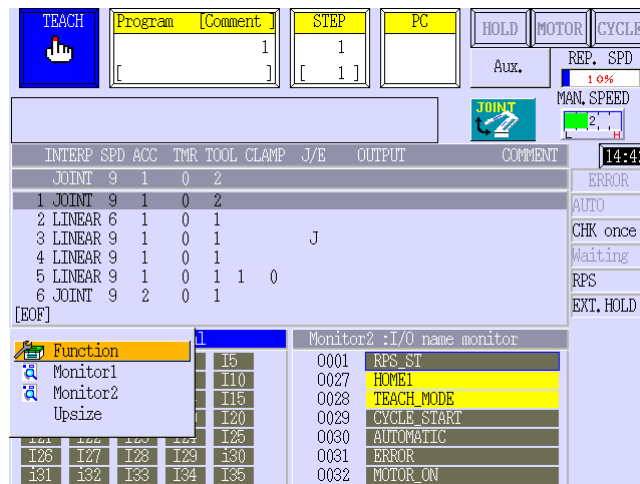 TEACH Program [Comment ] STEP PC HOLD MOTOR CYCLE
1 1
[ ] [ 1 ]
Aux. REP. SPD
10%
MAN. SPEED
JOINT 2
L H
INTERP SPD ACC TMR TOOL CLAMP J/E OUTPUT COMMENT 14:4
JOINT 9 1 0 2 ERROR
1 JOINT 9 1 0 2 AUTO
2 LINEAR 6 1 0 1
3 LINEAR 9 1 0 1 J CHK once
4 LINEAR 9 1 0 1 Waiting
5 LINEAR 9 1 0 1 1 0 RPS
6 JOINT 9 2 0 1
[EOF] EXT. HOLD
Monitor2 :I/O name monitor
Function I5 0001 RPS_ST
Monitor1 I10 0027 HOME1
Monitor2 I15 0028 TEACH_MODE
Upsize I20 0029 CYCLE_START
I21 I22 I23 I24 I25 0030 AUTOMATIC
I26 I27 I28 I29 i30 0031 ERROR
i31 i32 I33 I34 I35 0032 MOTOR_ON